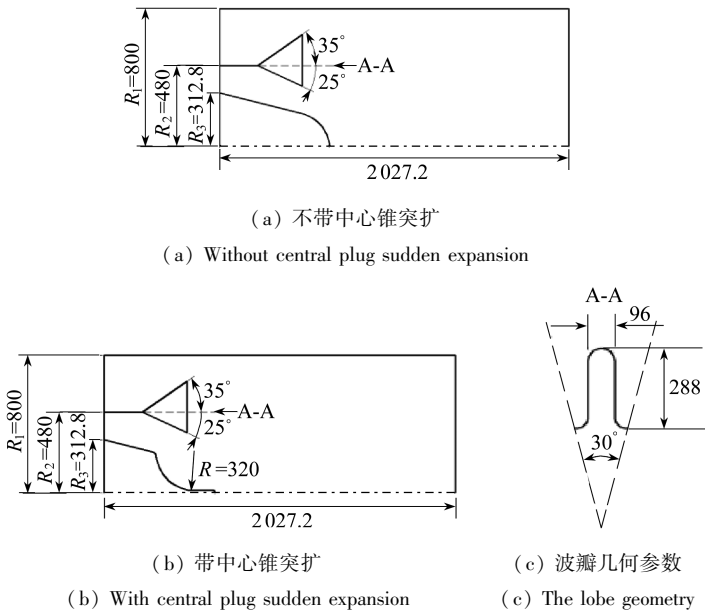 R₁=800
R₂=480
R₃=312.8
35°
25°
A-A
2 027.2
(a) 不带中心锥突扩
(a) Without central plug sudden expansion
R₁=800
R₂=480
R₃=312.8
35°
25°
A-A
R=320
2 027.2
(b) 带中心锥突扩
(b) With central plug sudden expansion
A-A
96
288
30°
(c) 波瓣几何参数
(c) The lobe geometry